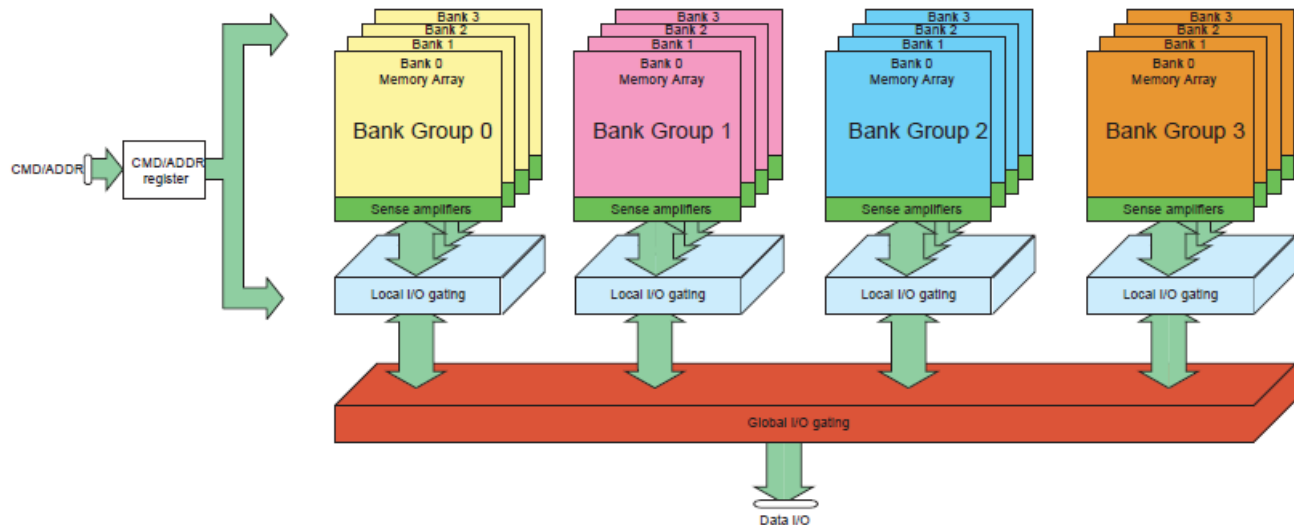 Bank 3
Bank 2
Bank 1
Bank 0
Memory Array
Bank Group 0
Sense amplifiers
Bank 3
Bank 2
Bank 1
Bank 0
Memory Array
Bank Group 1
Sense amplifiers
Bank 3
Bank 2
Bank 1
Bank 0
Memory Array
Bank Group 2
Sense amplifiers
Bank 3
Bank 2
Bank 1
Bank 0
Memory Array
Bank Group 3
Sense amplifiers
CMD/ADDR
CMD/ADDR
register
Local I/O gating
Local I/O gating
Local I/O gating
Local I/O gating
Global I/O gating
Data I/O